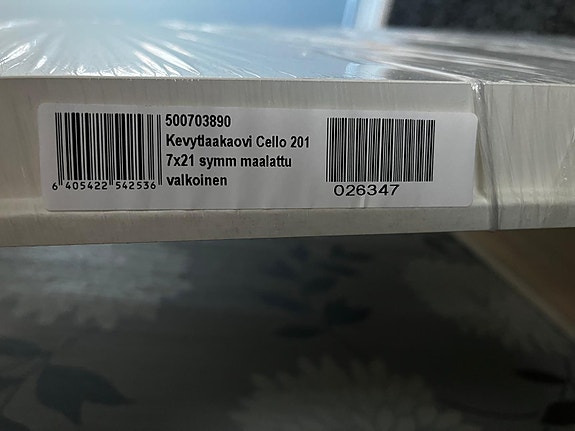 500703890
Kevytlaakaovi Cello 201
7x21 symm maalattu
valkoinen
6 405422 542536
026347